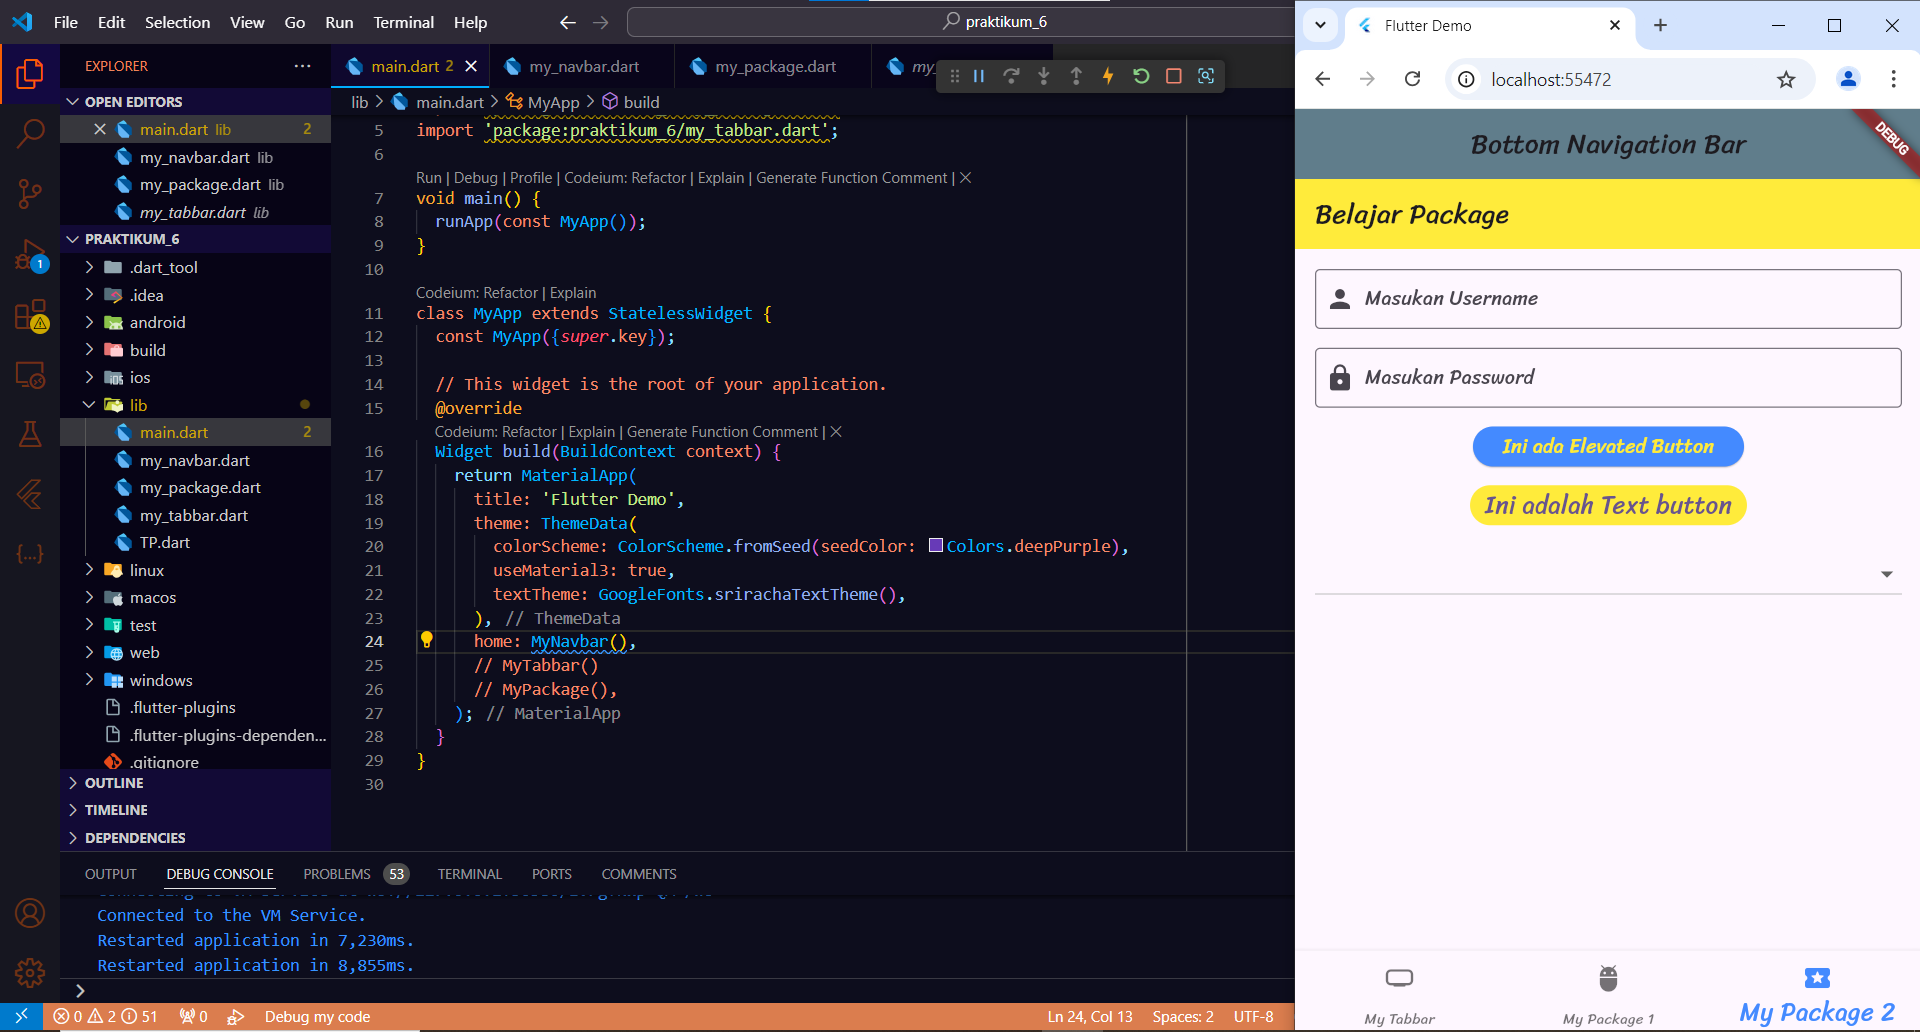 File Edit Selection View Go Run Terminal Help
praktikum_6
EXPLORER
OPEN EDITORS
main.dart lib 2
my_navbar.dart lib
my_package.dart lib
my_tabbar.dart lib
PRAKTIKUM_6
.dart_tool
.idea
android
build
ios
lib
main.dart 2
my_navbar.dart
my_package.dart
my_tabbar.dart
TP.dart
linux
macos
test
web
windows
.flutter-plugins
.flutter-plugins-dependen...
.gitignore
OUTLINE
TIMELINE
DEPENDENCIES
1
main.dart 2
my_navbar.dart
my_package.dart
lib > main.dart > MyApp > build
5 import 'package:praktikum_6/my_tabbar.dart';
6
Run | Debug | Profile | Codeium: Refactor | Explain | Generate Function Comment | ×
7 void main() {
8 runApp(const MyApp());
9 }
10
Codeium: Refactor | Explain
11 class MyApp extends StatelessWidget {
12 const MyApp({super.key});
13
14 // This widget is the root of your application.
15 @override
Codeium: Refactor | Explain | Generate Function Comment | ×
16 Widget build(BuildContext context) {
17 return MaterialApp(
18 title: 'Flutter Demo',
19 theme: ThemeData(
20 colorScheme: ColorScheme.fromSeed(seedColor: Colors.deepPurple),
21 useMaterial3: true,
22 textTheme: GoogleFonts.srirachaTextTheme(),
23 ), // ThemeData
24 home: MyNavbar(),
25 // MyTabbar()
26 // MyPackage(),
27 ); // MaterialApp
28 }
29 }
30
OUTPUT DEBUG CONSOLE PROBLEMS 53 TERMINAL PORTS COMMENTS
Connected to the VM Service.
Restarted application in 7,230ms.
Restarted application in 8,855ms.
0 2 51 0 Debug my code Ln 24, Col 13 Spaces: 2 UTF-8
Flutter Demo
localhost:55472
Bottom Navigation Bar
DEBUG
Belajar Package
Masukan Username
Masukan Password
Ini ada Elevated Button
Ini adalah Text button
My Tabbar
My Package 1
My Package 2